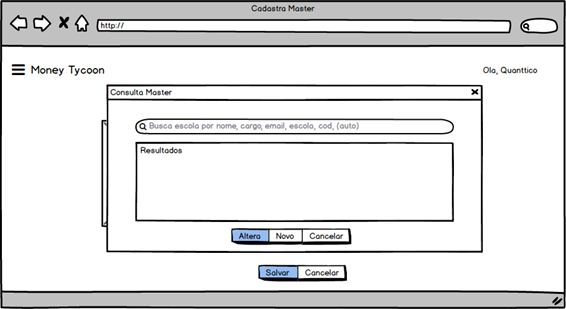 Cadastra Master
http://
Money Tycoon
Ola, Quanttico
Consulta Master
Busca escola por nome, cargo, email, escola, cod, (auto)
Resultados
Altera Novo Cancelar
Salvar Cancelar